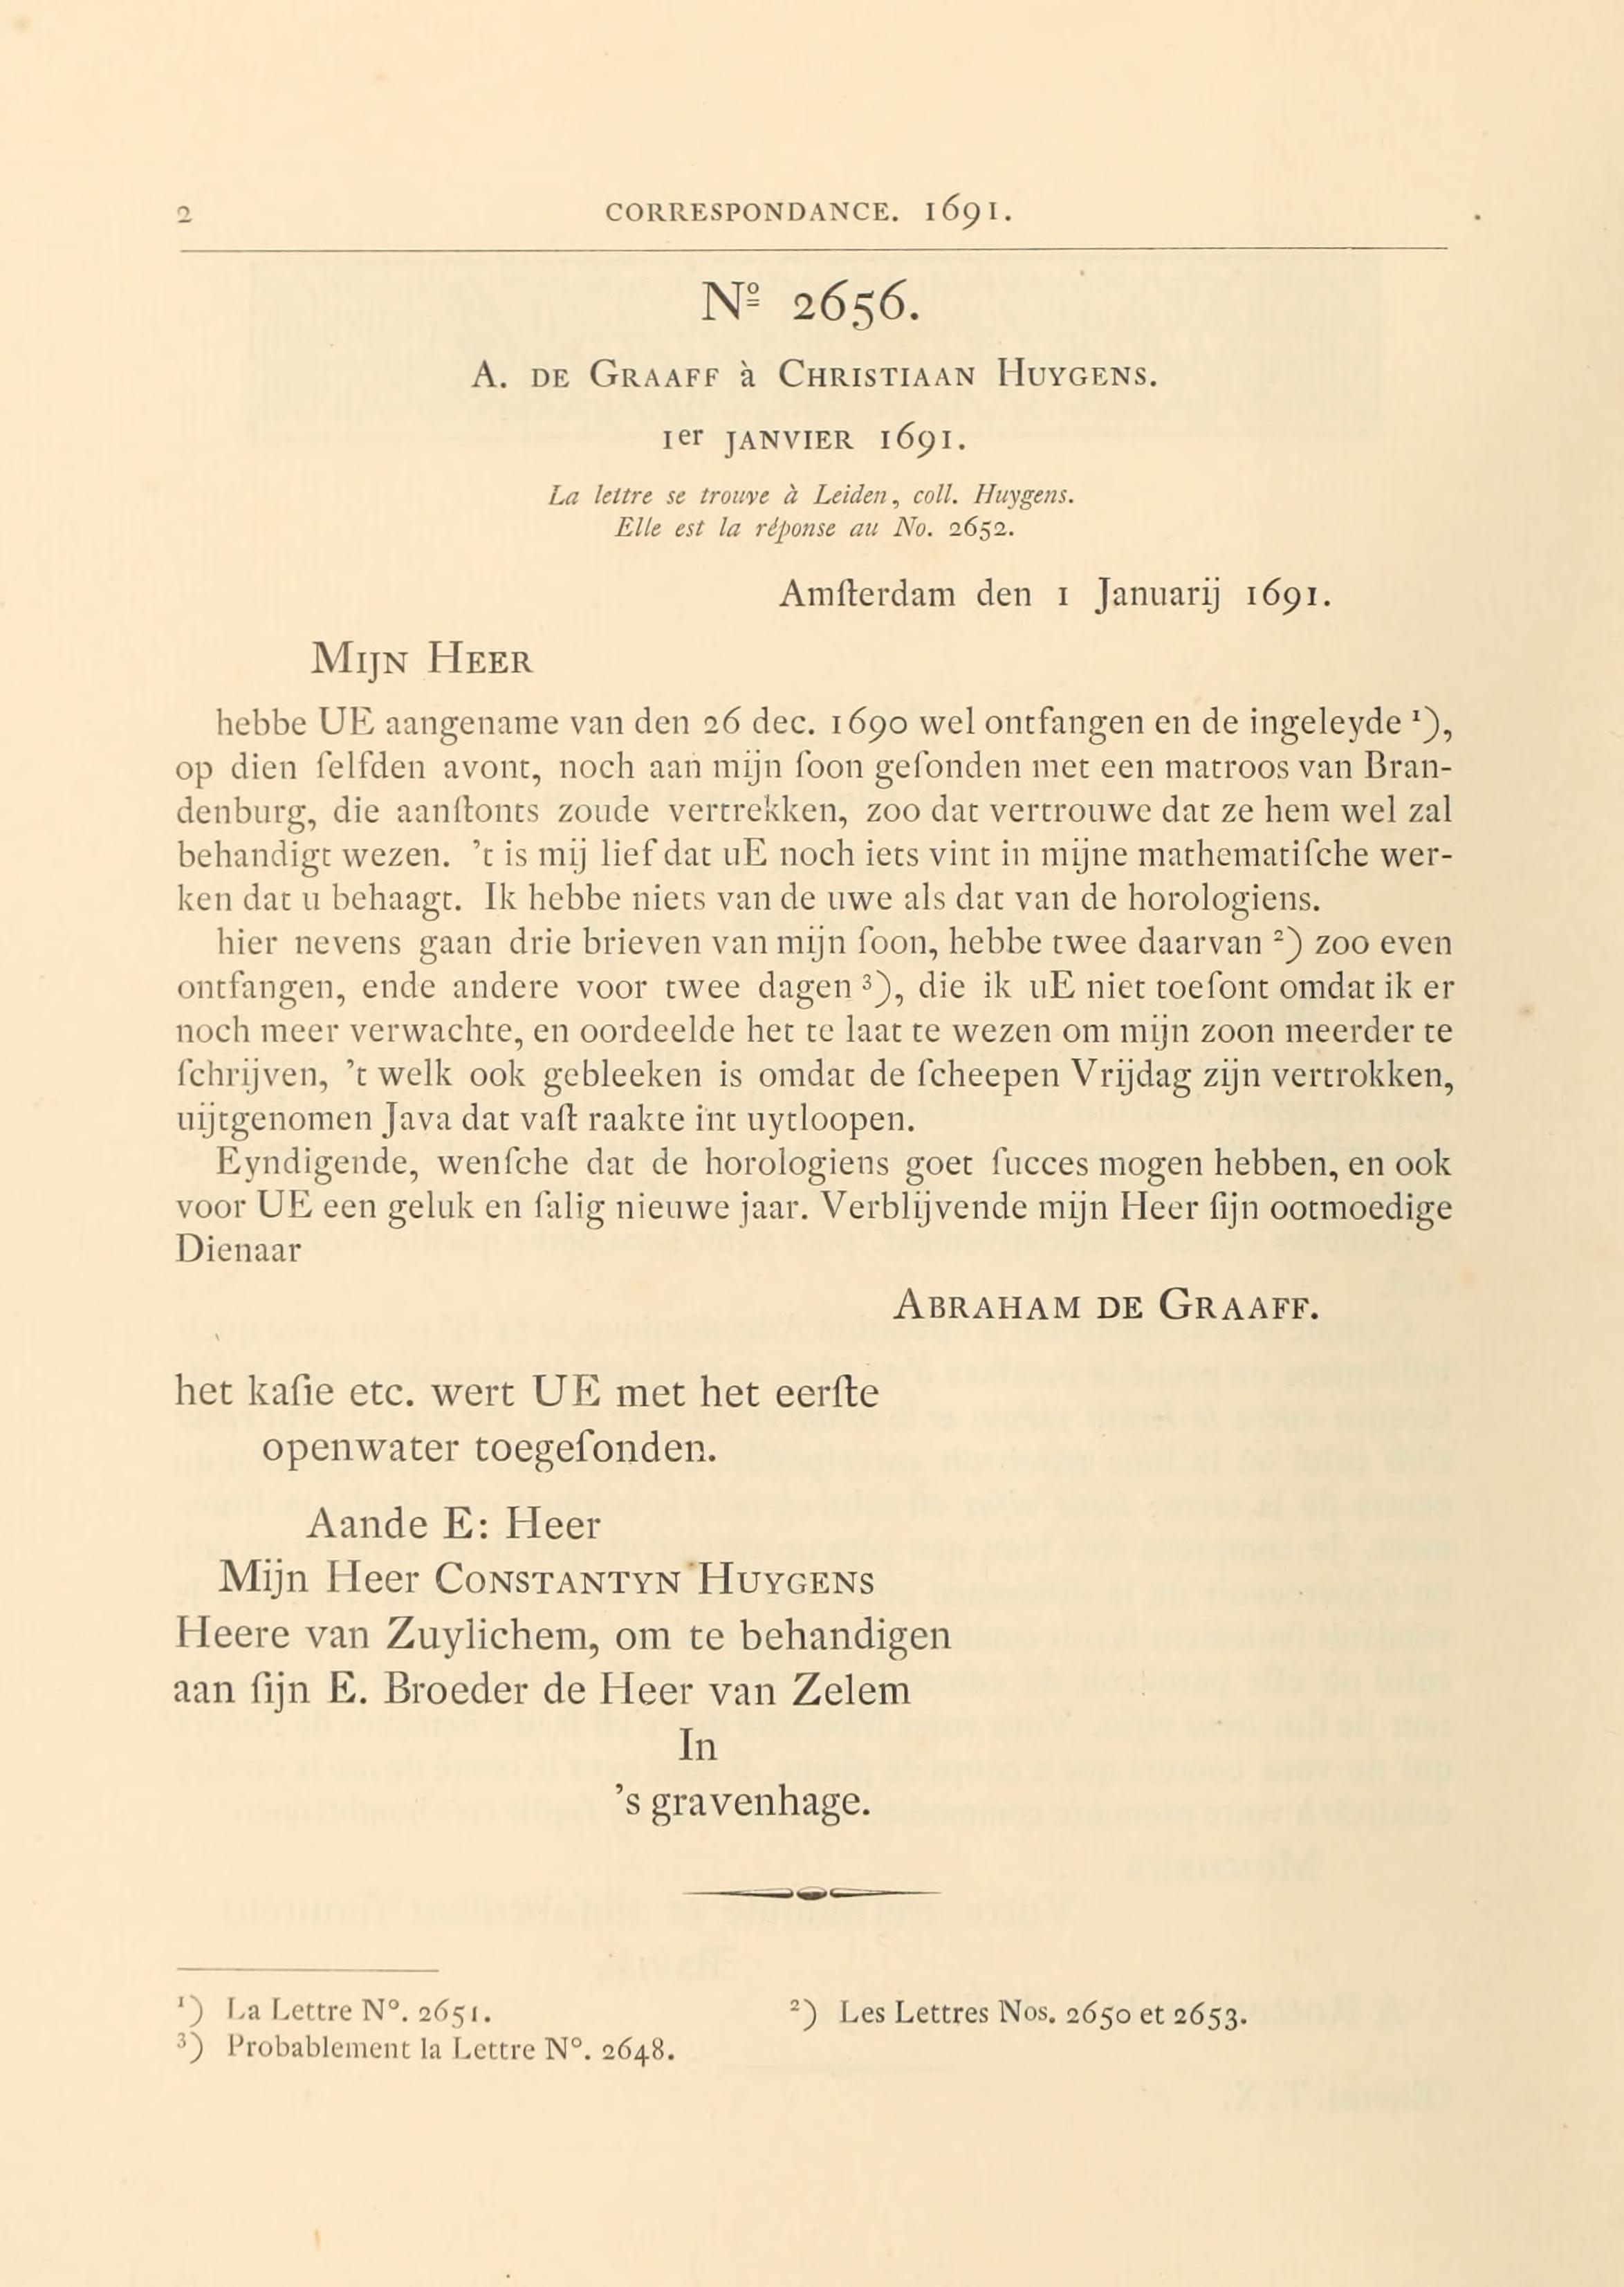 2 CORRESPONDANCE. 1691.
Nº 2656.
A. DE GRAAFF à CHRISTIAAN HUYGENS.
1er JANVIER 1691.
La lettre se trouve à Leiden, coll. Huygens.
Elle est la réponse au No. 2652.
Amſterdam den 1 Januarij 1691.
MIJN HEER
hebbe UE aangename van den 26 dec. 1690 wel ontfangen en de ingeleyde ¹),
op dien ſelfden avont, noch aan mijn ſoon geſonden met een matroos van Bran-
denburg, die aanſtonts zoude vertrekken, zoo dat vertrouwe dat ze hem wel zal
behandigt wezen. 't is mij lief dat uE noch iets vint in mijne mathematiſche wer-
ken dat u behaagt. Ik hebbe niets van de uwe als dat van de horologiens.
hier nevens gaan drie brieven van mijn ſoon, hebbe twee daarvan ²) zoo even
ontfangen, ende andere voor twee dagen ³), die ik uE niet toeſont omdat ik er
noch meer verwachte, en oordeelde het te laat te wezen om mijn zoon meerder te
ſchrijven, 't welk ook gebleeken is omdat de ſcheepen Vrijdag zijn vertrokken,
uijtgenomen Java dat vaſt raakte int uytloopen.
Eyndigende, wenſche dat de horologiens goet ſucces mogen hebben, en ook
voor UE een geluk en ſalig nieuwe jaar. Verblijvende mijn Heer ſijn ootmoedige
Dienaar
ABRAHAM DE GRAAFF.
het kaſie etc. wert UE met het eerſte
openwater toegeſonden.
Aande E: Heer
Mijn Heer CONSTANTYN HUYGENS
Heere van Zuylichem, om te behandigen
aan ſijn E. Broeder de Heer van Zelem
In
's gravenhage.
¹) La Lettre N°. 2651. ²) Les Lettres Nos. 2650 et 2653.
³) Probablement la Lettre N°. 2648.